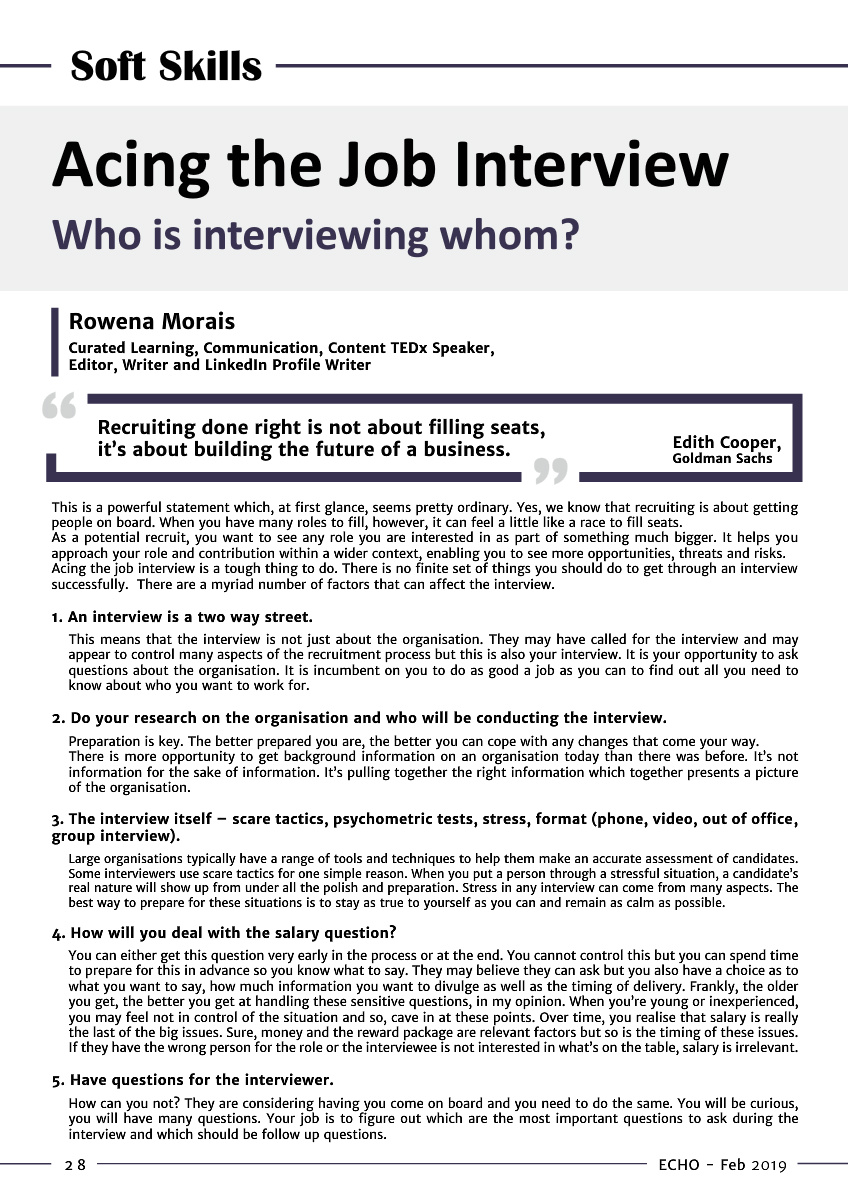 Soft Skills
Acing the Job Interview
Who is interviewing whom?
Rowena Morais
Curated Learning, Communication, Content TEDx Speaker,
Editor, Writer and LinkedIn Profile Writer
“
Recruiting done right is not about filling seats,
it’s about building the future of a business.
”
Edith Cooper,
Goldman Sachs
This is a powerful statement which, at first glance, seems pretty ordinary. Yes, we know that recruiting is about getting
people on board. When you have many roles to fill, however, it can feel a little like a race to fill seats.
As a potential recruit, you want to see any role you are interested in as part of something much bigger. It helps you
approach your role and contribution within a wider context, enabling you to see more opportunities, threats and risks.
Acing the job interview is a tough thing to do. There is no finite set of things you should do to get through an interview
successfully.  There are a myriad number of factors that can affect the interview.
1. An interview is a two way street.
This means that the interview is not just about the organisation. They may have called for the interview and may
appear to control many aspects of the recruitment process but this is also your interview. It is your opportunity to ask
questions about the organisation. It is incumbent on you to do as good a job as you can to find out all you need to
know about who you want to work for.
2. Do your research on the organisation and who will be conducting the interview.
Preparation is key. The better prepared you are, the better you can cope with any changes that come your way.
There is more opportunity to get background information on an organisation today than there was before. It’s not
information for the sake of information. It’s pulling together the right information which together presents a picture
of the organisation.
3. The interview itself – scare tactics, psychometric tests, stress, format (phone, video, out of office,
group interview).
Large organisations typically have a range of tools and techniques to help them make an accurate assessment of candidates.
Some interviewers use scare tactics for one simple reason. When you put a person through a stressful situation, a candidate’s
real nature will show up from under all the polish and preparation. Stress in any interview can come from many aspects. The
best way to prepare for these situations is to stay as true to yourself as you can and remain as calm as possible.
4. How will you deal with the salary question?
You can either get this question very early in the process or at the end. You cannot control this but you can spend time
to prepare for this in advance so you know what to say. They may believe they can ask but you also have a choice as to
what you want to say, how much information you want to divulge as well as the timing of delivery. Frankly, the older
you get, the better you get at handling these sensitive questions, in my opinion. When you’re young or inexperienced,
you may feel not in control of the situation and so, cave in at these points. Over time, you realise that salary is really
the last of the big issues. Sure, money and the reward package are relevant factors but so is the timing of these issues.
If they have the wrong person for the role or the interviewee is not interested in what’s on the table, salary is irrelevant.
5. Have questions for the interviewer.
How can you not? They are considering having you come on board and you need to do the same. You will be curious,
you will have many questions. Your job is to figure out which are the most important questions to ask during the
interview and which should be follow up questions.
28
ECHO – Feb 2019